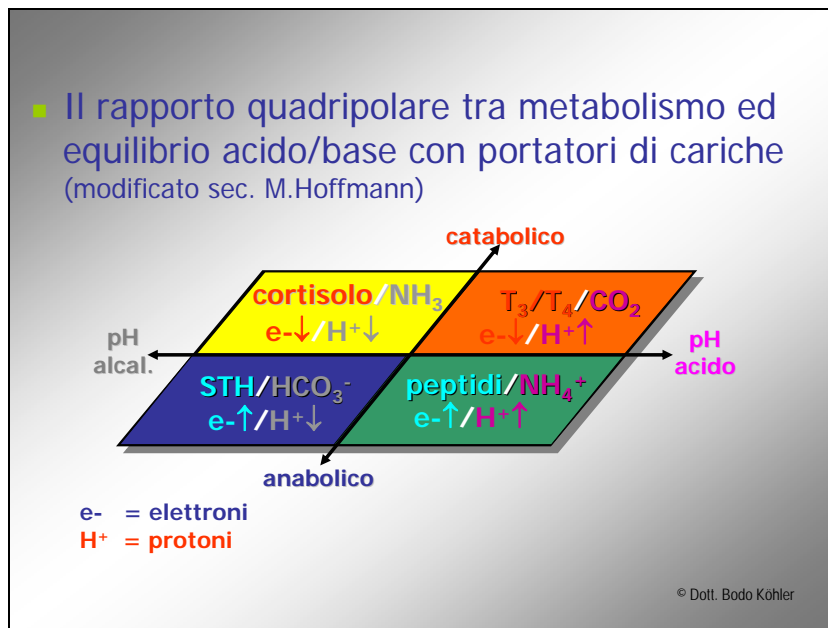 Il rapporto quadripolare tra metabolismo ed
equilibrio acido/base con portatori di cariche
(modificato sec. M.Hoffmann)
catabolico
cortisolo/NH₃
e-↓/H⁺↓
T₃/T₄/CO₂
e-↓/H⁺↑
pH
alcal.
pH
acido
STH/HCO₃⁻
e-↑/H⁺↓
peptidi/NH₄⁺
e-↑/H⁺↑
anabolico
e- = elettroni
H⁺ = protoni
© Dott. Bodo Köhler